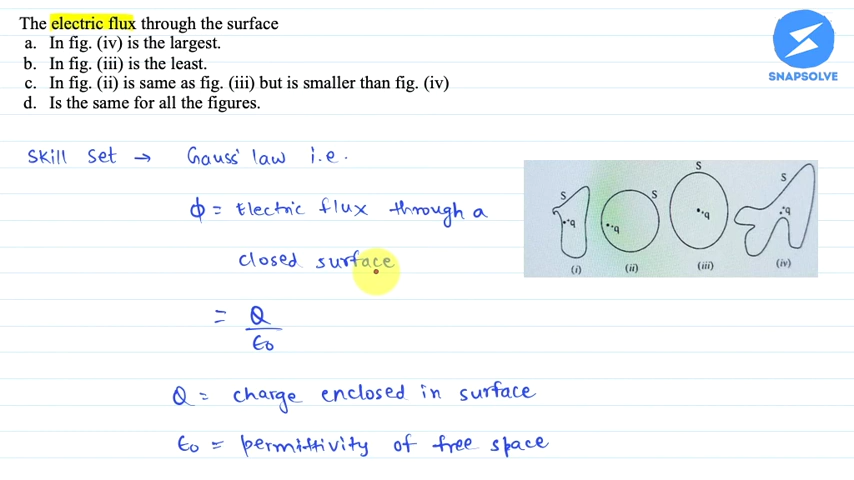 The electric flux through the surface
a. In fig. (iv) is the largest.
b. In fig. (iii) is the least.
c. In fig. (ii) is same as fig. (iii) but is smaller than fig. (iv)
d. Is the same for all the figures.
SNAPSOLVE
Skill set → Gauss' law i.e.
ϕ = Electric flux through a
closed surface
= Q
ϵ0
Q = charge enclosed in surface
ϵ0 = permittivity of free space
S S S S
•q •q •q •q
(i) (ii) (iii) (iv)